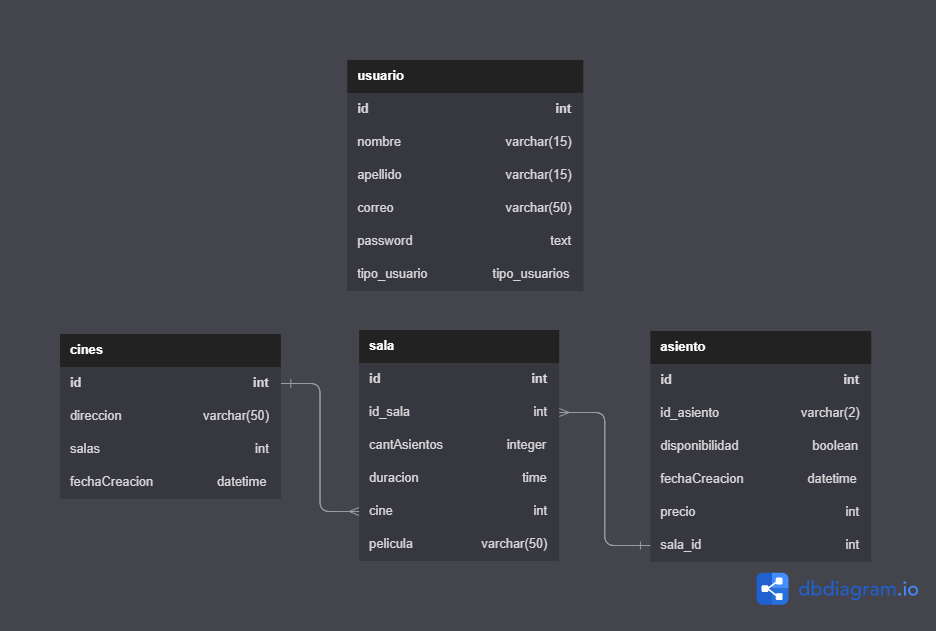 usuario
id int
nombre varchar(15)
apellido varchar(15)
correo varchar(50)
password text
tipo_usuario tipo_usuarios
cines
id int
direccion varchar(50)
salas int
fechaCreacion datetime
sala
id int
id_sala int
cantAsientos integer
duracion time
cine int
pelicula varchar(50)
asiento
id int
id_asiento varchar(2)
disponibilidad boolean
fechaCreacion datetime
precio int
sala_id int
dbdiagram.io